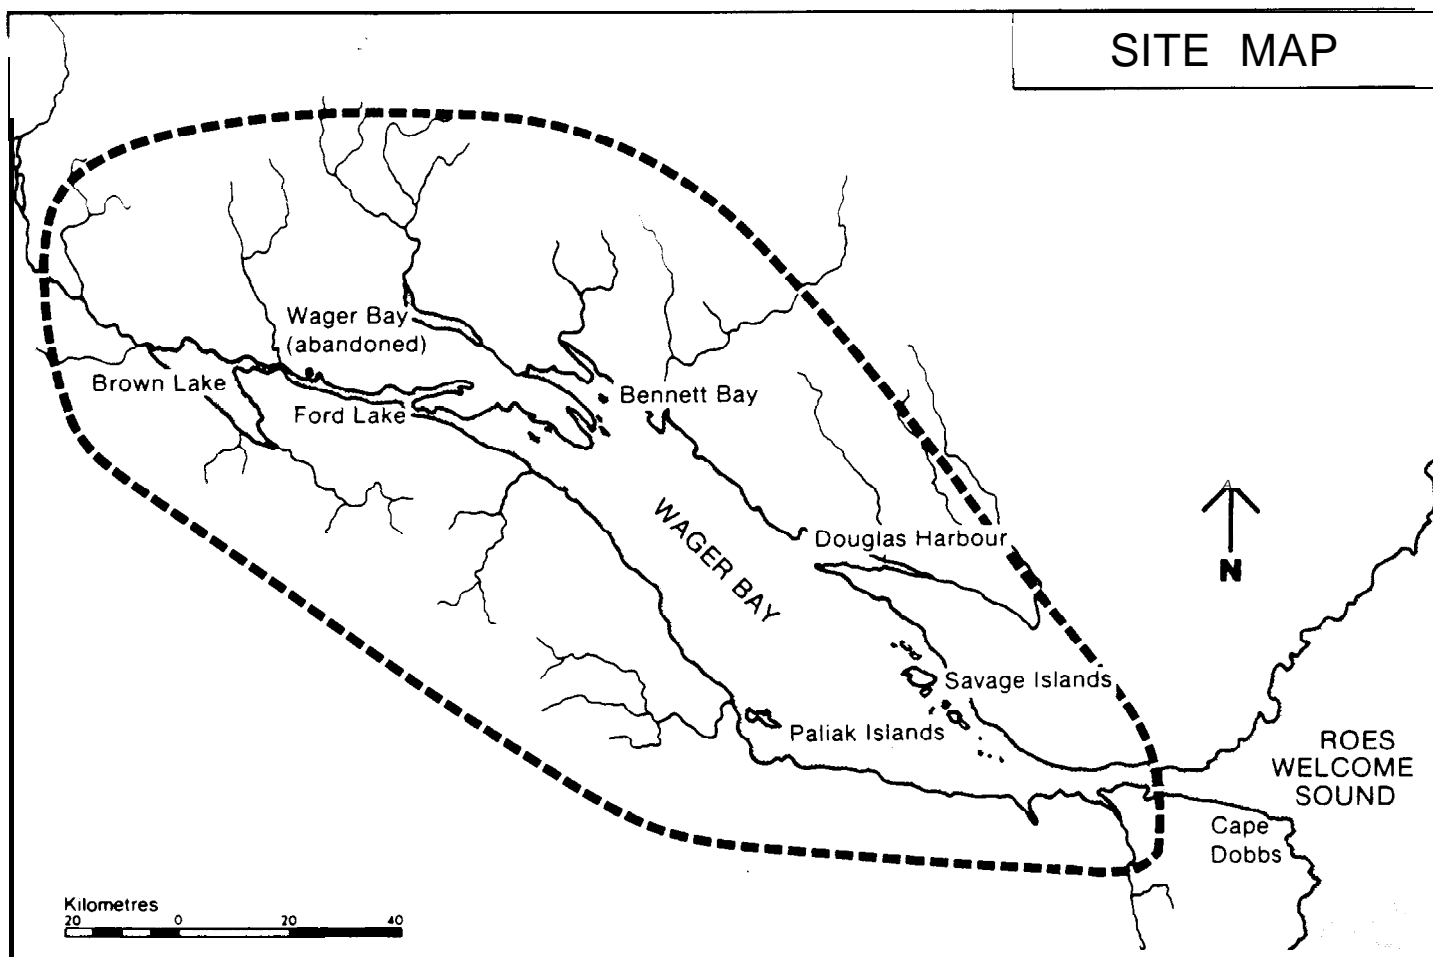 SITE MAP
Wager Bay
(abandoned)
Brown Lake
Ford Lake
Bennett Bay
WAGER BAY
Douglas Harbour
N
Savage Islands
Paliak Islands
ROES
WELCOME
SOUND
Cape
Dobbs
Kilometres
20 0 20 40